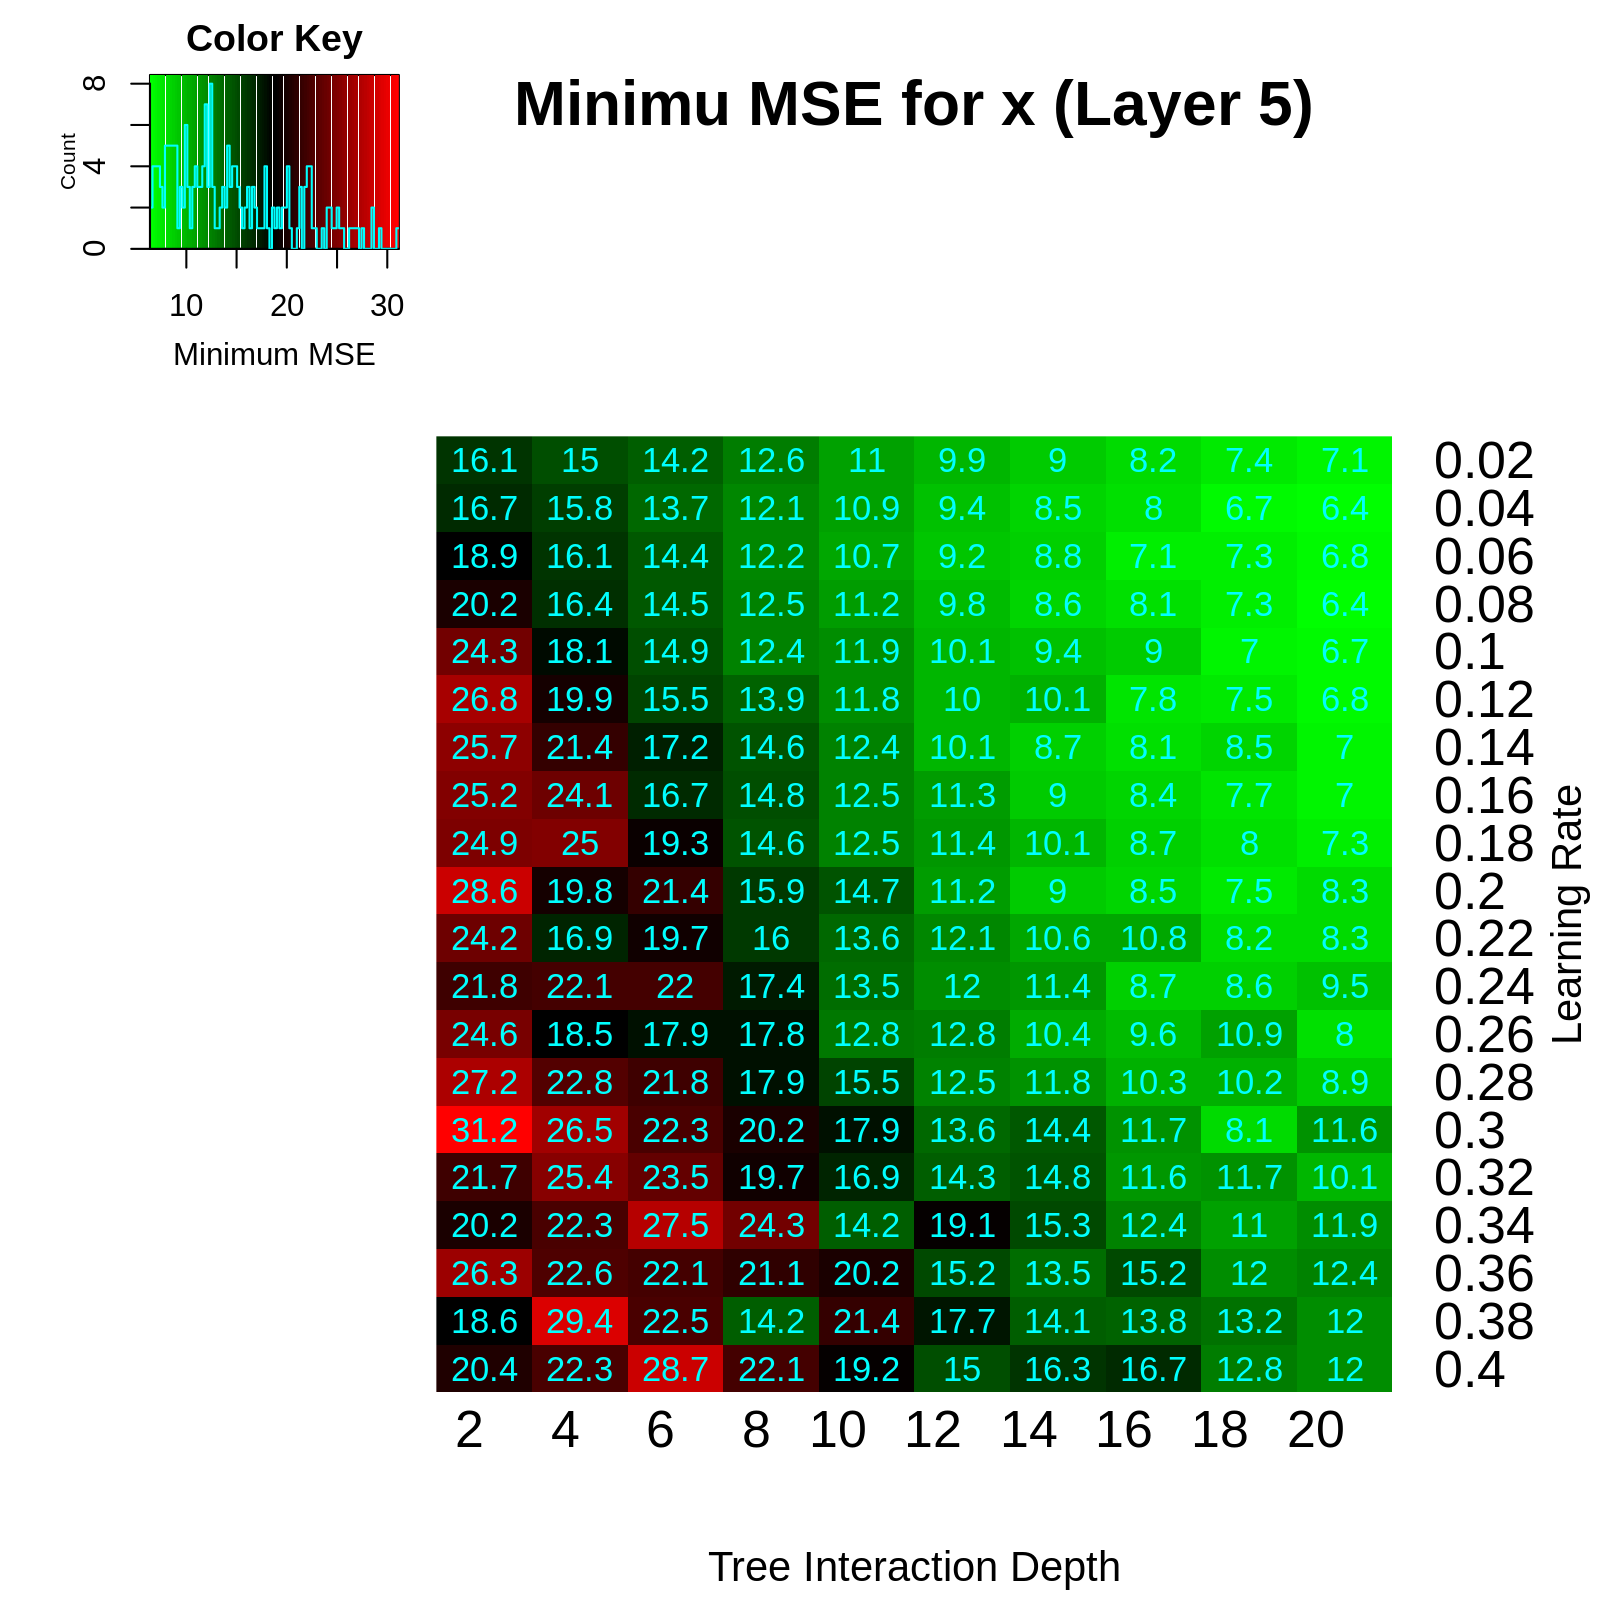 Color Key
Minimu MSE for x (Layer 5)
Count
0 4 8
10 20 30
Minimum MSE
16.1 15 14.2 12.6 11 9.9 9 8.2 7.4 7.1 0.02
16.7 15.8 13.7 12.1 10.9 9.4 8.5 8 6.7 6.4 0.04
18.9 16.1 14.4 12.2 10.7 9.2 8.8 7.1 7.3 6.8 0.06
20.2 16.4 14.5 12.5 11.2 9.8 8.6 8.1 7.3 6.4 0.08
24.3 18.1 14.9 12.4 11.9 10.1 9.4 9 7 6.7 0.1
26.8 19.9 15.5 13.9 11.8 10 10.1 7.8 7.5 6.8 0.12
25.7 21.4 17.2 14.6 12.4 10.1 8.7 8.1 8.5 7 0.14
25.2 24.1 16.7 14.8 12.5 11.3 9 8.4 7.7 7 0.16
24.9 25 19.3 14.6 12.5 11.4 10.1 8.7 8 7.3 0.18
28.6 19.8 21.4 15.9 14.7 11.2 9 8.5 7.5 8.3 0.2
24.2 16.9 19.7 16 13.6 12.1 10.6 10.8 8.2 8.3 0.22
21.8 22.1 22 17.4 13.5 12 11.4 8.7 8.6 9.5 0.24
24.6 18.5 17.9 17.8 12.8 12.8 10.4 9.6 10.9 8 0.26
27.2 22.8 21.8 17.9 15.5 12.5 11.8 10.3 10.2 8.9 0.28
31.2 26.5 22.3 20.2 17.9 13.6 14.4 11.7 8.1 11.6 0.3
21.7 25.4 23.5 19.7 16.9 14.3 14.8 11.6 11.7 10.1 0.32
20.2 22.3 27.5 24.3 14.2 19.1 15.3 12.4 11 11.9 0.34
26.3 22.6 22.1 21.1 20.2 15.2 13.5 15.2 12 12.4 0.36
18.6 29.4 22.5 14.2 21.4 17.7 14.1 13.8 13.2 12 0.38
20.4 22.3 28.7 22.1 19.2 15 16.3 16.7 12.8 12 0.4
Learning Rate
2 4 6 8 10 12 14 16 18 20
Tree Interaction Depth